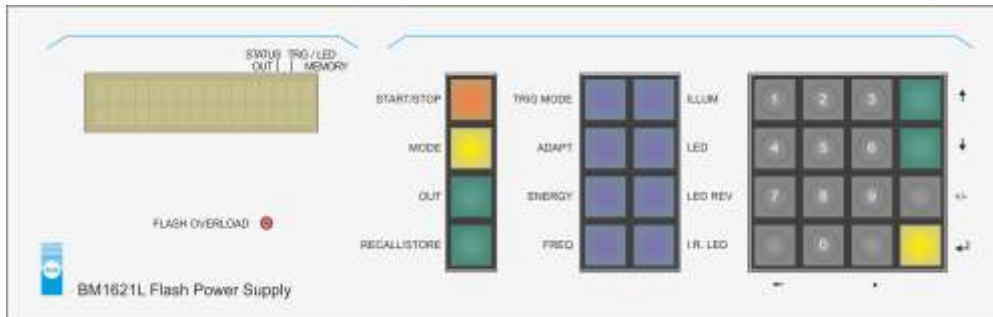 STATUS TRG / LED
OUT MEMORY
START/STOP
MODE
OUT
RECALL/STORE
TRIG MODE
ADAPT
ENERGY
FREQ
ILLUM
LED
LED REV
I.R. LED
1 2 3
4 5 6
7 8 9 +/-
0
FLASH OVERLOAD
BM1621L Flash Power Supply